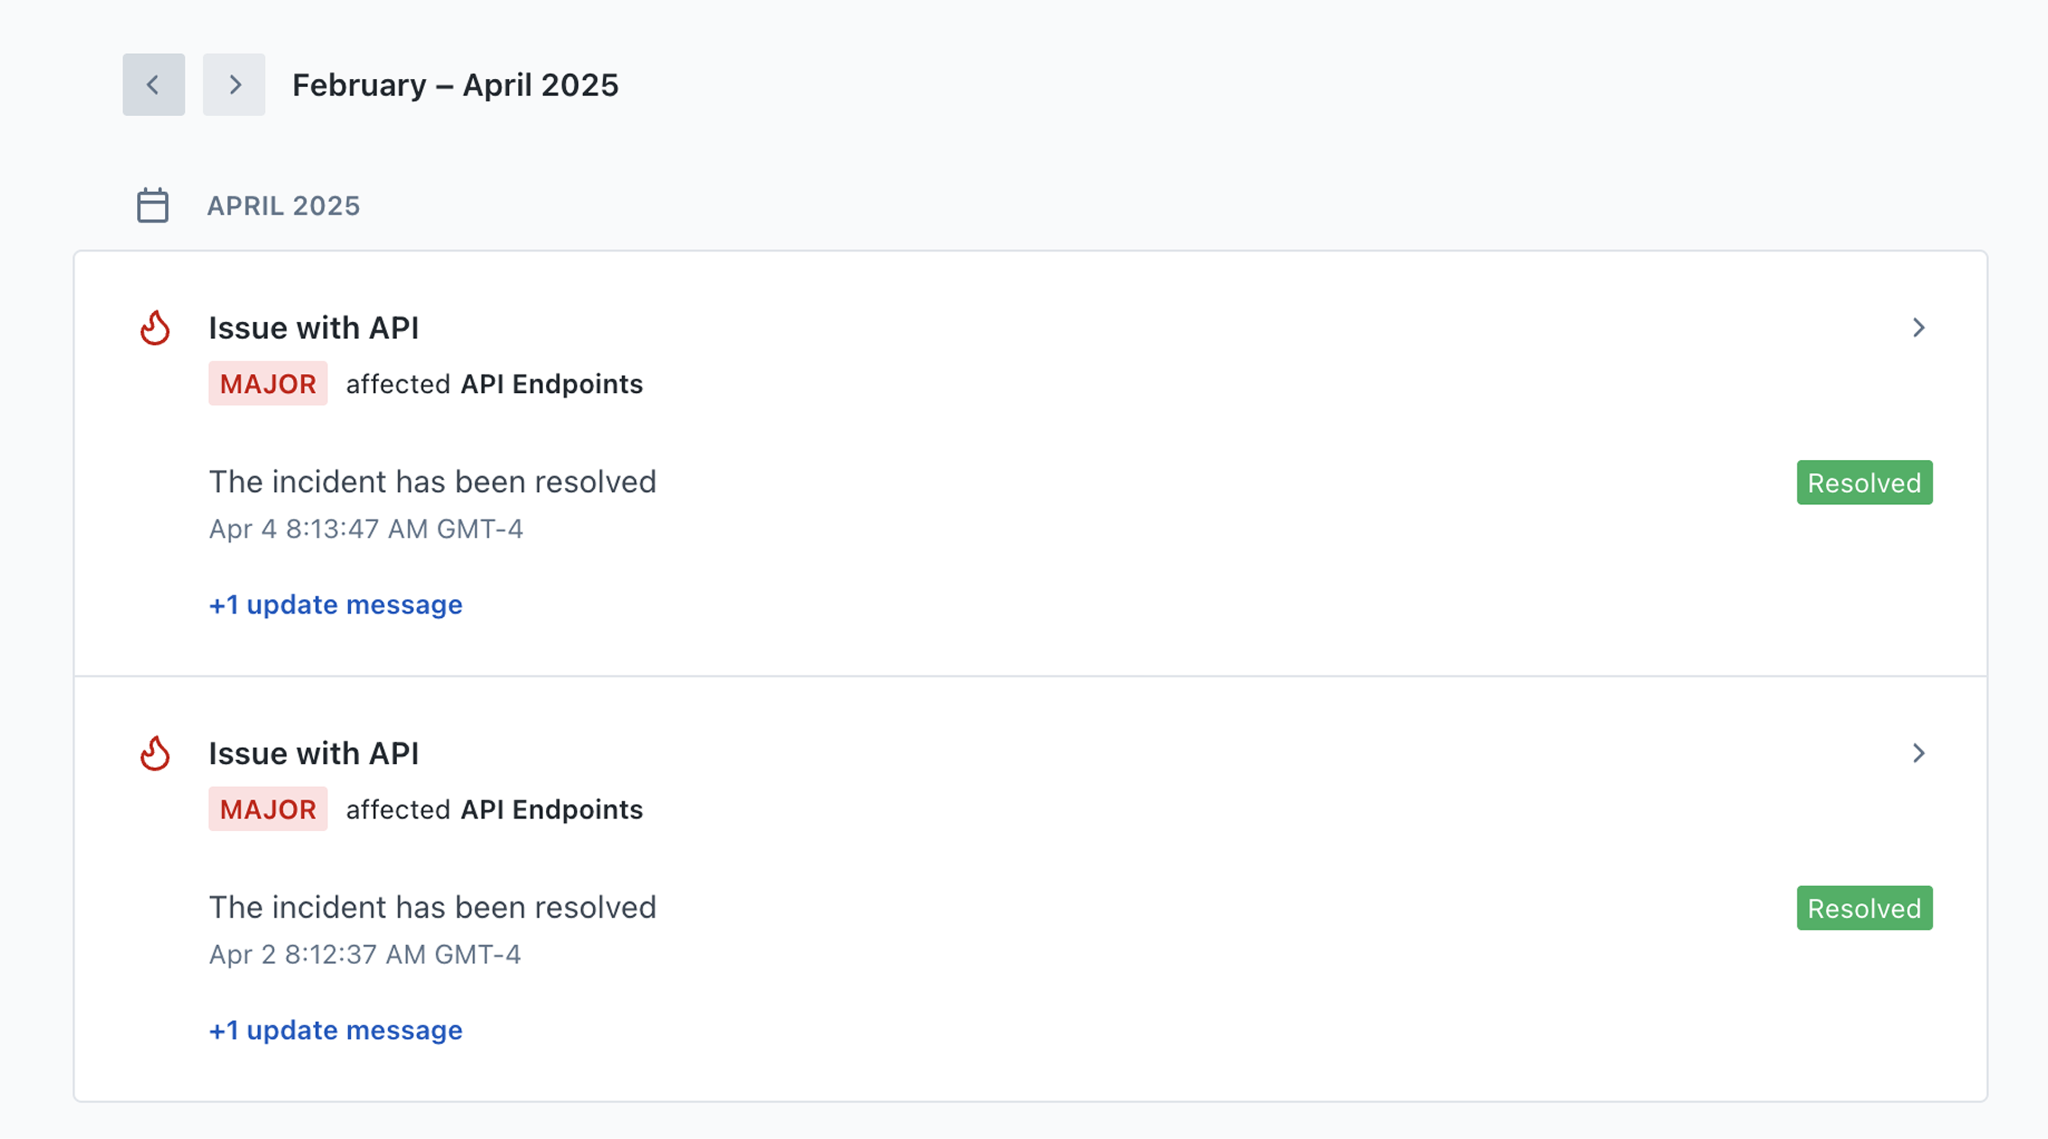 February – April 2025
APRIL 2025
Issue with API
MAJOR affected API Endpoints
The incident has been resolved
Resolved
Apr 4 8:13:47 AM GMT-4
+1 update message
Issue with API
MAJOR affected API Endpoints
The incident has been resolved
Resolved
Apr 2 8:12:37 AM GMT-4
+1 update message